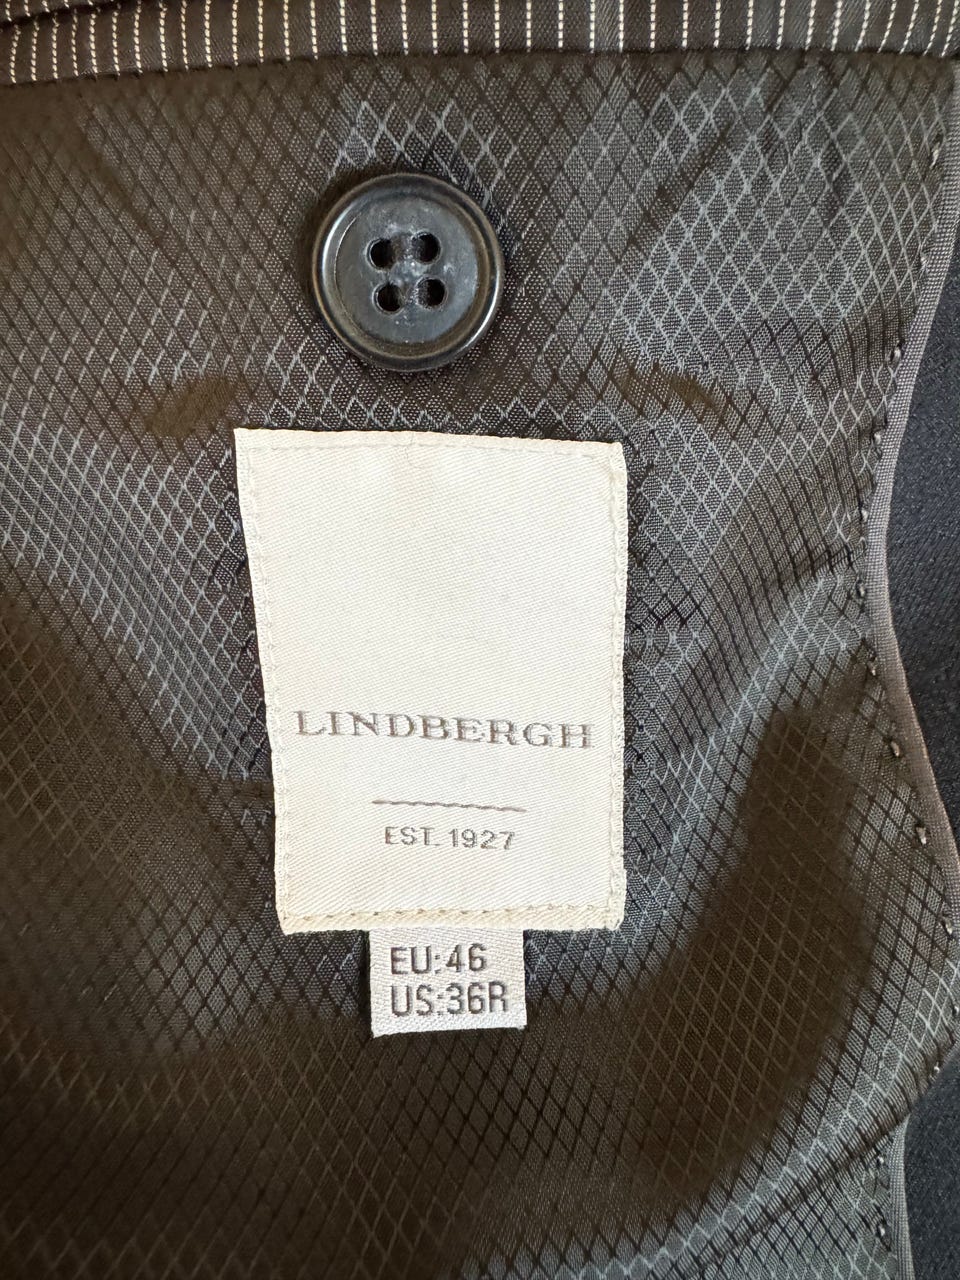 LINDBERGH
EST. 1927
EU:46
US:36R